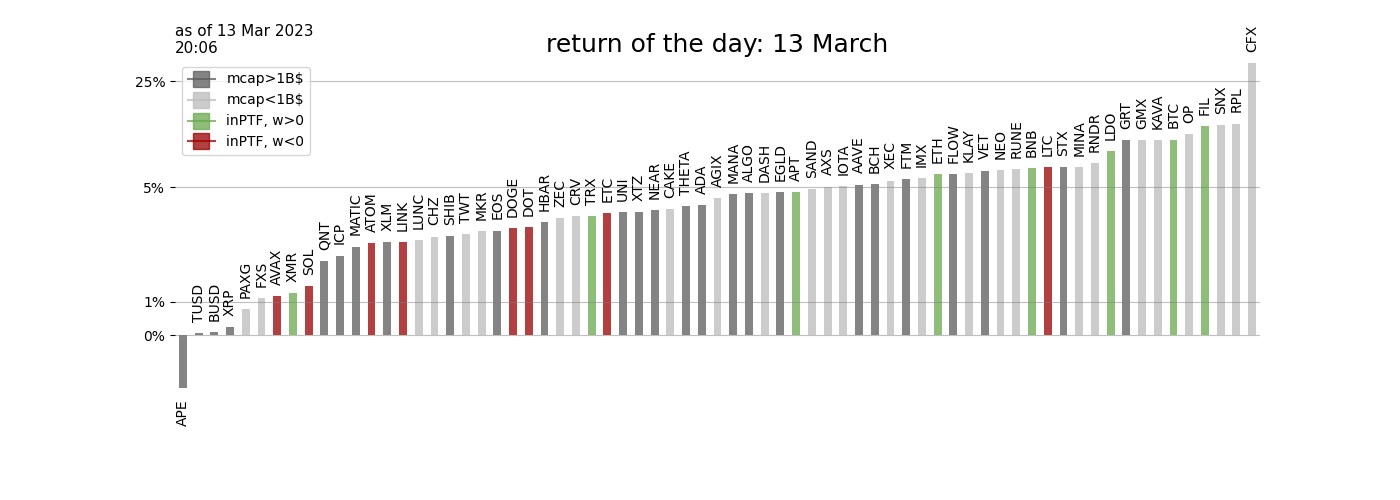 as of 13 Mar 2023
20:06
return of the day: 13 March
mcap>1B$
mcap<1B$
inPTF, w>0
inPTF, w<0
25%
5%
1%
0%
APE
TUSD
BUSD
XRP
PAXG
FXS
AVAX
XMR
SOL
QNT
ICP
MATIC
ATOM
XLM
LINK
LUNC
CHZ
SHIB
TWT
MKR
EOS
DOGE
DOT
HBAR
ZEC
CRV
TRX
ETC
UNI
XTZ
NEAR
CAKE
THETA
ADA
AGIX
MANA
ALGO
DASH
EGLD
APT
SAND
AXS
IOTA
AAVE
BCH
XEC
FTM
IMX
ETH
FLOW
KLAY
VET
NEO
RUNE
BNB
LTC
STX
MINA
RNDR
LDO
GRT
GMX
KAVA
BTC
OP
FIL
SNX
RPL
CFX